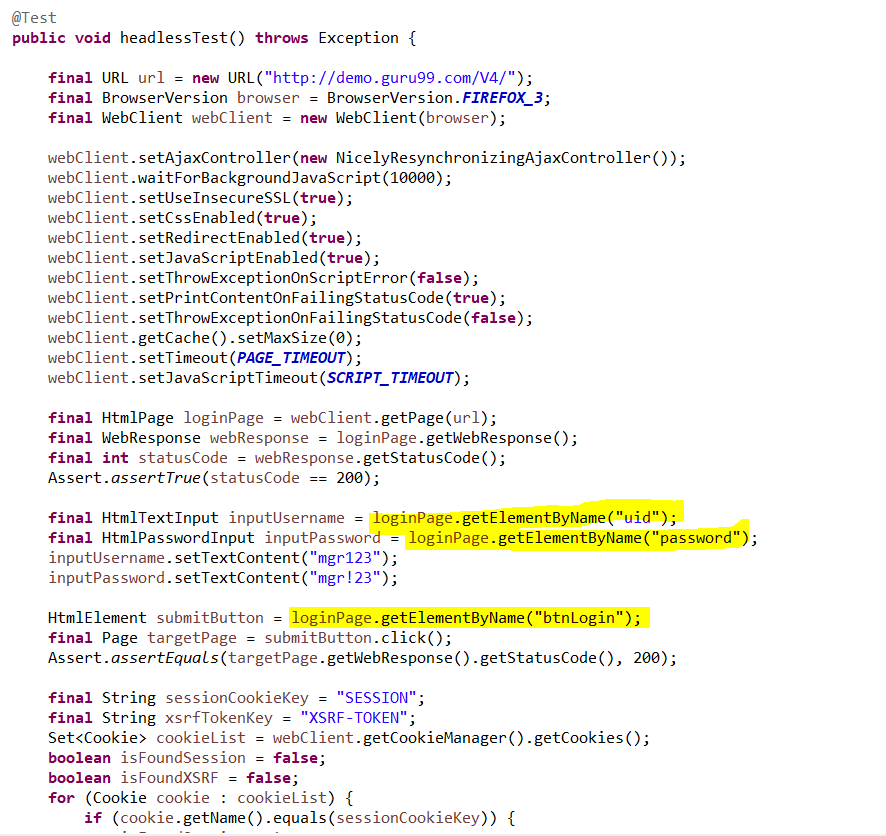 @Test
public void headlessTest() throws Exception {
final URL url = new URL("http://demo.guru99.com/V4/");
final BrowserVersion browser = BrowserVersion.FIREFOX_3;
final WebClient webClient = new WebClient(browser);
webClient.setAjaxController(new NicelyResynchronizingAjaxController());
webClient.waitForBackgroundJavaScript(10000);
webClient.setUseInsecureSSL(true);
webClient.setCssEnabled(true);
webClient.setRedirectEnabled(true);
webClient.setJavaScriptEnabled(true);
webClient.setThrowExceptionOnScriptError(false);
webClient.setPrintContentOnFailingStatusCode(true);
webClient.setThrowExceptionOnFailingStatusCode(false);
webClient.getCache().setMaxSize(0);
webClient.setTimeout(PAGE_TIMEOUT);
webClient.setJavaScriptTimeout(SCRIPT_TIMEOUT);
final HtmlPage loginPage = webClient.getPage(url);
final WebResponse webResponse = loginPage.getWebResponse();
final int statusCode = webResponse.getStatusCode();
Assert.assertTrue(statusCode == 200);
final HtmlTextInput inputUsername = loginPage.getElementByName("uid");
final HtmlPasswordInput inputPassword = loginPage.getElementByName("password");
inputUsername.setTextContent("mgr123");
inputPassword.setTextContent("mgr!23");
HtmlElement submitButton = loginPage.getElementByName("btnLogin");
final Page targetPage = submitButton.click();
Assert.assertEquals(targetPage.getWebResponse().getStatusCode(), 200);
final String sessionCookieKey = "SESSION";
final String xsrfTokenKey = "XSRF-TOKEN";
Set<Cookie> cookieList = webClient.getCookieManager().getCookies();
boolean isFoundSession = false;
boolean isFoundXSRF = false;
for (Cookie cookie : cookieList) {
if (cookie.getName().equals(sessionCookieKey)) {